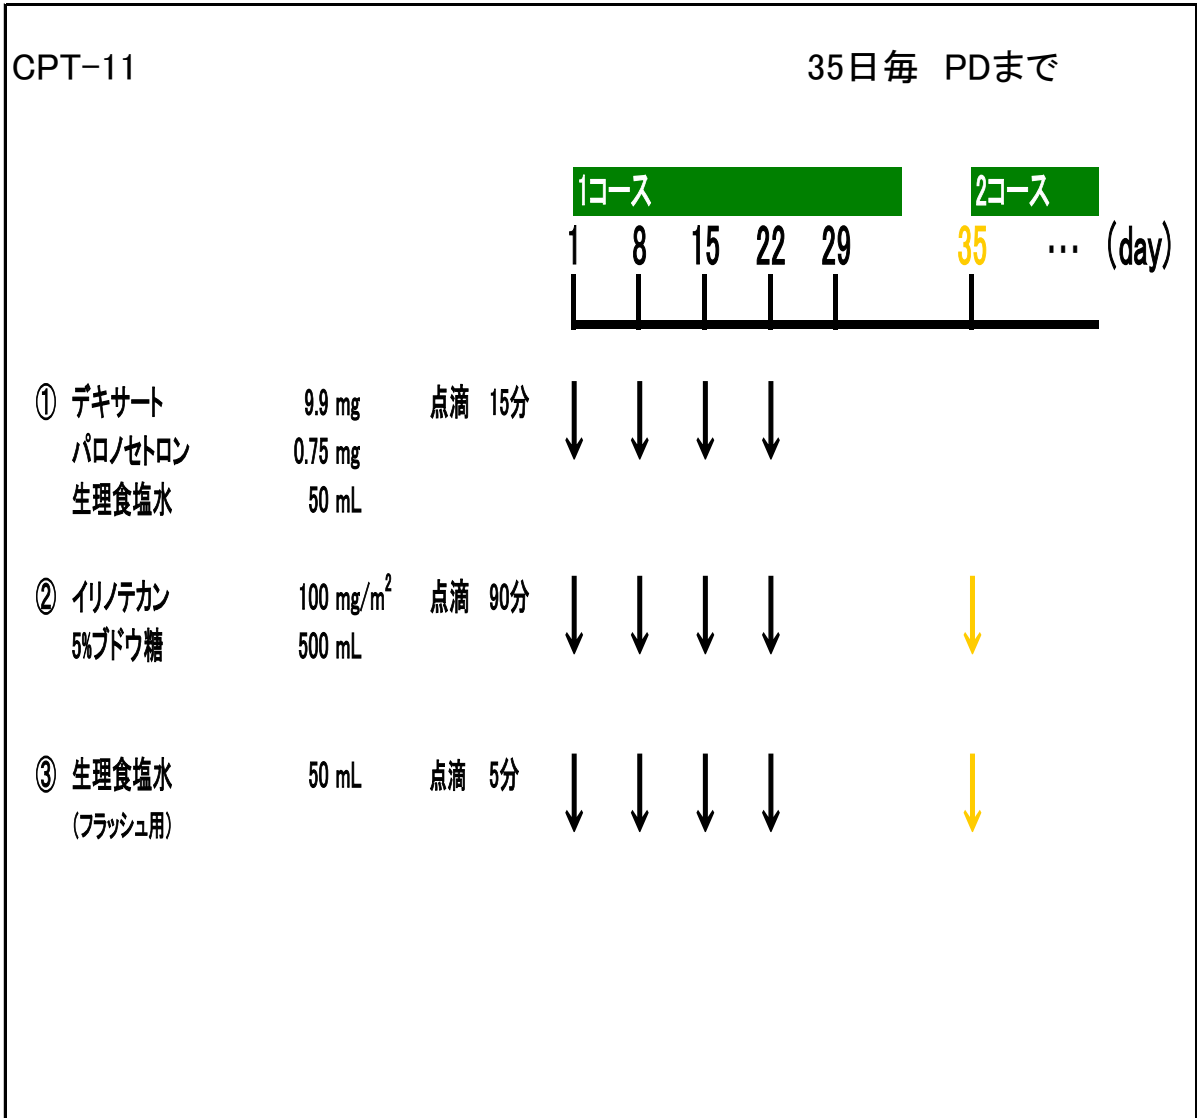 CPT-11 35日毎 PDまで
1コース 2コース
1 8 15 22 29 35 … (day)
① デキサート 9.9 mg 点滴 15分
パロノセトロン 0.75 mg
生理食塩水 50 mL
② イリノテカン 100 mg/m² 点滴 90分
5%ブドウ糖 500 mL
③ 生理食塩水 50 mL 点滴 5分
(フラッシュ用)